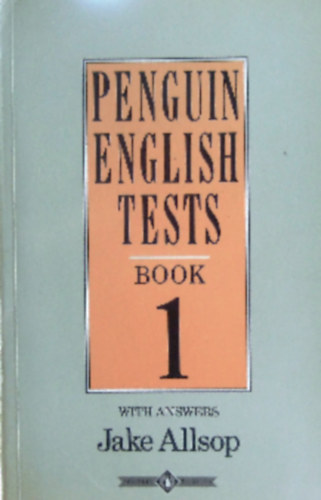 PENGUIN
ENGLISH
TESTS
BOOK
1
WITH ANSWERS
Jake Allsop